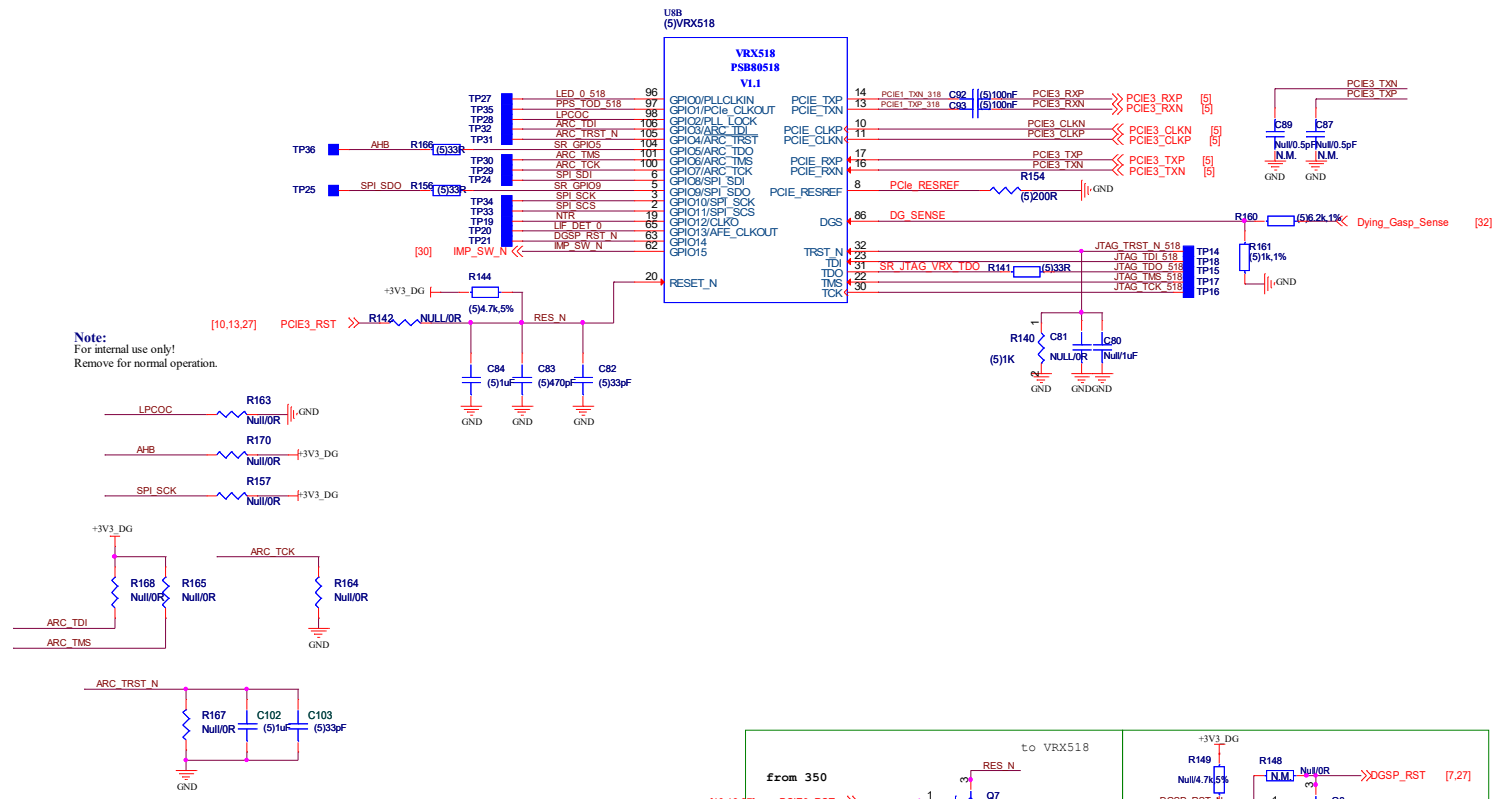 U8B
(5)VRX518
VRX518
PSB80518
V1.1
TP27 LED_0_518 96 GPIO0/PLLCLKIN
TP35 PPS_TOD_518 97 GPIO1/PCIe_CLKOUT
TP28 LPCOC 98 GPIO2/PLL_LOCK
TP32 ARC_TDI 106 GPIO3/ARC_TDI
TP31 ARC_TRST_N 105 GPIO4/ARC_TRST
TP36 AHB R166 (5)33R SR_GPIO5 104 GPIO5/ARC_TDO
TP30 ARC_TMS 101 GPIO6/ARC_TMS
TP29 ARC_TCK 100 GPIO7/ARC_TCK
TP24 SPI_SDI 6 GPIO8/SPI_SDI
TP25 SPI_SDO R156 (5)33R SR_GPIO9 5 GPIO9/SPI_SDO
TP34 SPI_SCK 3 GPIO10/SPI_SCK
TP33 SPI_SCS 2 GPIO11/SPI_SCS
TP19 NTR 19 GPIO12/CLKO
TP20 LIF_DET_0 65 GPIO13/AFE_CLKOUT
TP21 DGSP_RST_N 63 GPIO14
[30] IMP_SW_N IMP_SW_N 62 GPIO15
20 RESET_N
PCIE_TXP 14 PCIE1_TXN_318 C92 (5)100nF PCIE3_RXP PCIE3_RXP [5]
PCIE_TXN 13 PCIE1_TXP_318 C93 (5)100nF PCIE3_RXN PCIE3_RXN [5]
PCIE_CLKP 10 PCIE3_CLKN PCIE3_CLKN [5]
PCIE_CLKN 11 PCIE3_CLKP PCIE3_CLKP [5]
PCIE_RXP 17 PCIE3_TXP PCIE3_TXP [5]
PCIE_RXN 16 PCIE3_TXN PCIE3_TXN [5]
PCIE_RESREF 8 PCIe_RESREF R154 (5)200R GND
DGS 86 DG_SENSE R160 (5)6.2k,1% Dying_Gasp_Sense [32]
R161
(5)1k,1%
GND
TRST_N 32 JTAG_TRST_N_518 TP14
TDI 23 JTAG_TDI_518 TP18
TDO 31 SR_JTAG_VRX_TDO R141 (5)33R JTAG_TDO_518 TP15
TMS 22 JTAG_TMS_518 TP17
TCK 30 JTAG_TCK_518 TP16
PCIE3_TXN
PCIE3_TXP
C89 C87
Null/0.5pF Null/0.5pF
N.M. N.M.
GND GND
1
R140 C81 C80
(5)1K NULL/0R Null/1uF
2
GND GND GND
R144
+3V3_DG
(5)4.7k,5%
[10,13,27] PCIE3_RST R142 NULL/0R RES_N
C84 C83 C82
(5)1uF (5)470pF (5)33pF
GND GND GND
Note:
For internal use only!
Remove for normal operation.
LPCOC R163 Null/0R GND
AHB R170 Null/0R +3V3_DG
SPI_SCK R157 Null/0R +3V3_DG
+3V3_DG
R168 R165
Null/0R Null/0R
ARC_TDI
ARC_TMS
ARC_TCK
R164
Null/0R
GND
ARC_TRST_N
R167 C102 C103
Null/0R (5)1uF (5)33pF
GND
to VRX518
RES_N
from 350
3
1 Q7
+3V3_DG
R149 R148
Null/4.7k,5% N.M. Null/0R DGSP_RST [7,27]
3